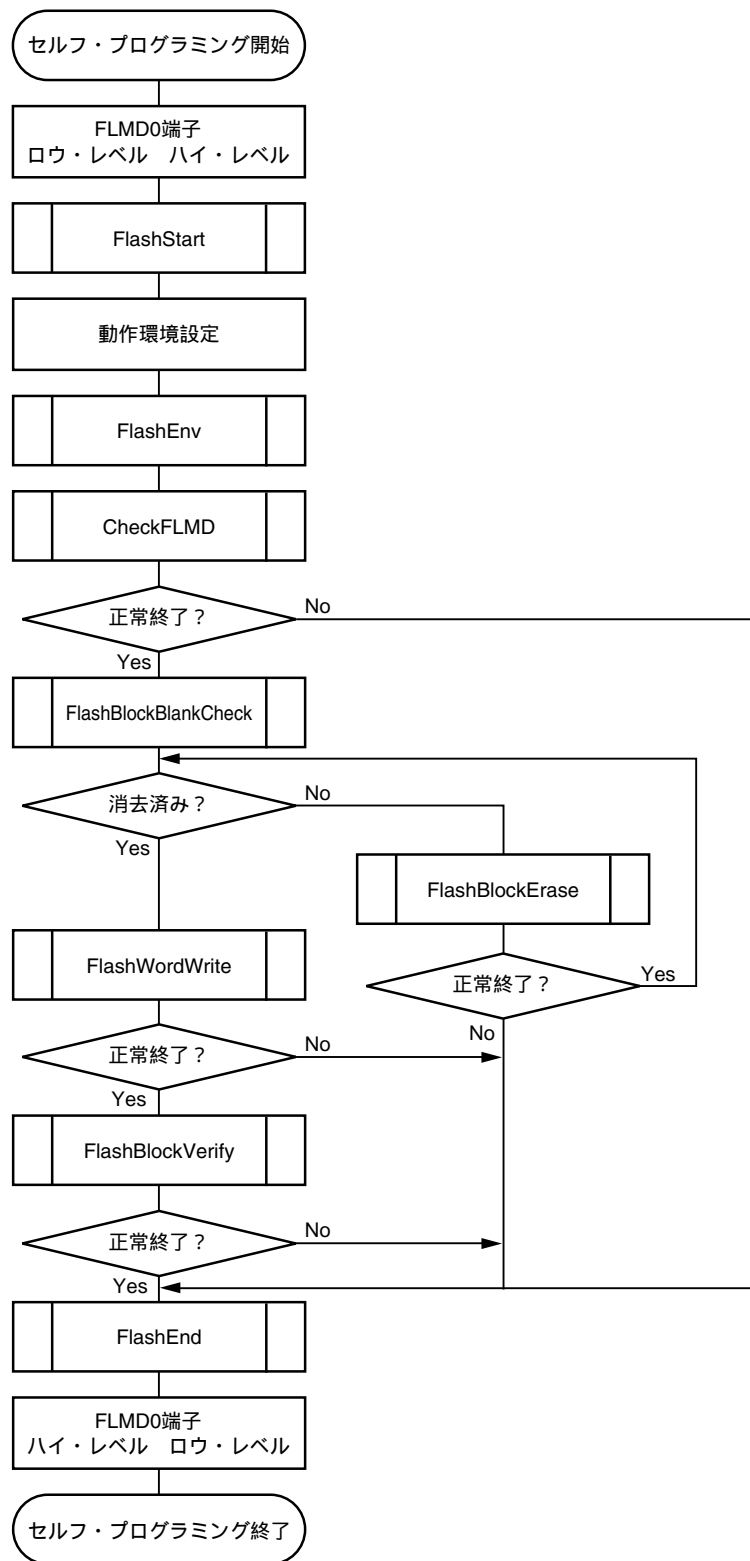 セルフ・プログラミング開始
FLMD0端子
ロウ・レベル　ハイ・レベル
FlashStart
動作環境設定
FlashEnv
CheckFLMD
正常終了？
No
Yes
FlashBlockBlankCheck
消去済み？
No
Yes
FlashBlockErase
FlashWordWrite
正常終了？
Yes
No
正常終了？
No
Yes
FlashBlockVerify
正常終了？
No
Yes
FlashEnd
FLMD0端子
ハイ・レベル　ロウ・レベル
セルフ・プログラミング終了